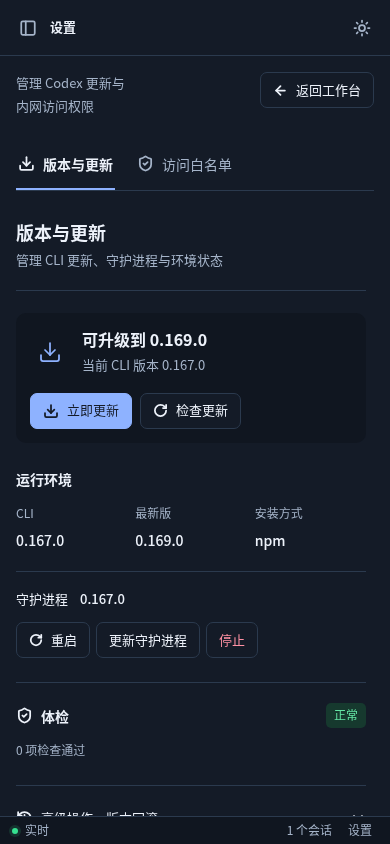 设置
管理 Codex 更新与
内网访问权限
返回工作台
版本与更新
访问白名单
版本与更新
管理 CLI 更新、守护进程与环境状态
可升级到 0.169.0
当前 CLI 版本 0.167.0
立即更新
检查更新
运行环境
CLI
最新版
安装方式
0.167.0
0.169.0
npm
守护进程 0.167.0
重启
更新守护进程
停止
体检
正常
0 项检查通过
实时
1 个会话
设置